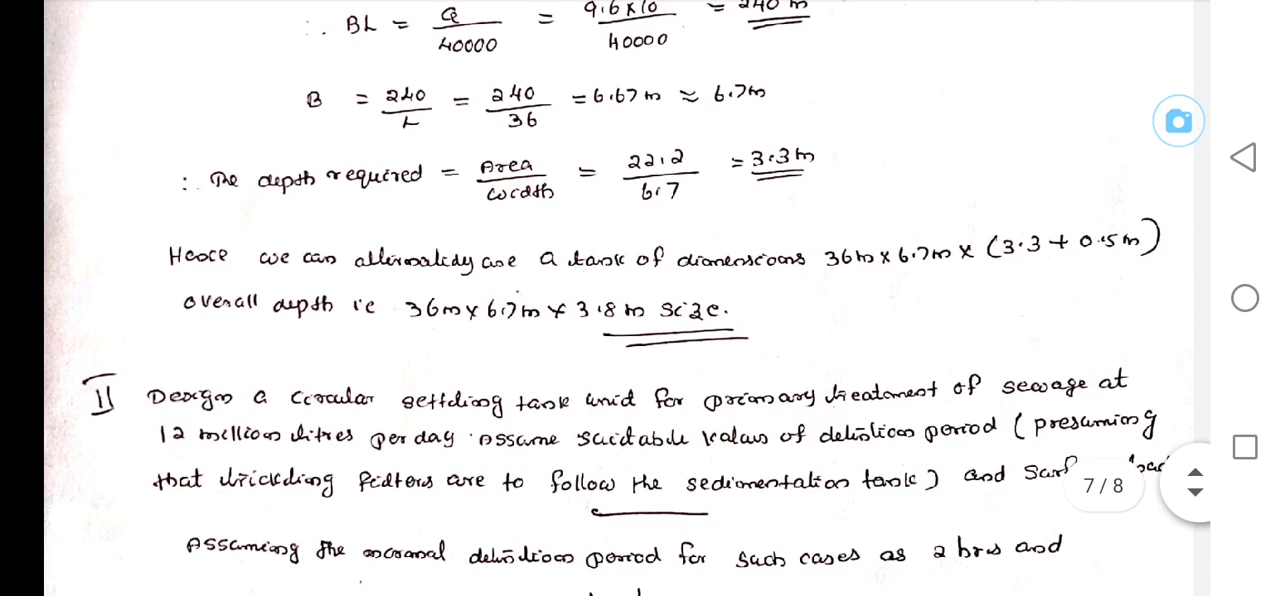 ∴ BL = Q/40000 = 9.6 x 10/40000 = 240 m
B = 240/L = 240/36 = 6.67 m ≈ 6.7m
∴ The depth required = Area/width = 22.2/6.7 = 3.3 m
Hence we can alternatively use a tank of dimensions 36m x 6.7m x (3.3 + 0.5m)
overall depth ie 36m x 6.7m x 3.8 m size.
II Design a circular settling tank unit for primary treatment of sewage at
12 million litres per day. Assume suitable values of detention period (presuming
that trickling filters are to follow the sedimentation tank) and
7 / 8
Assuming the normal detention period for such cases as 2 hrs and